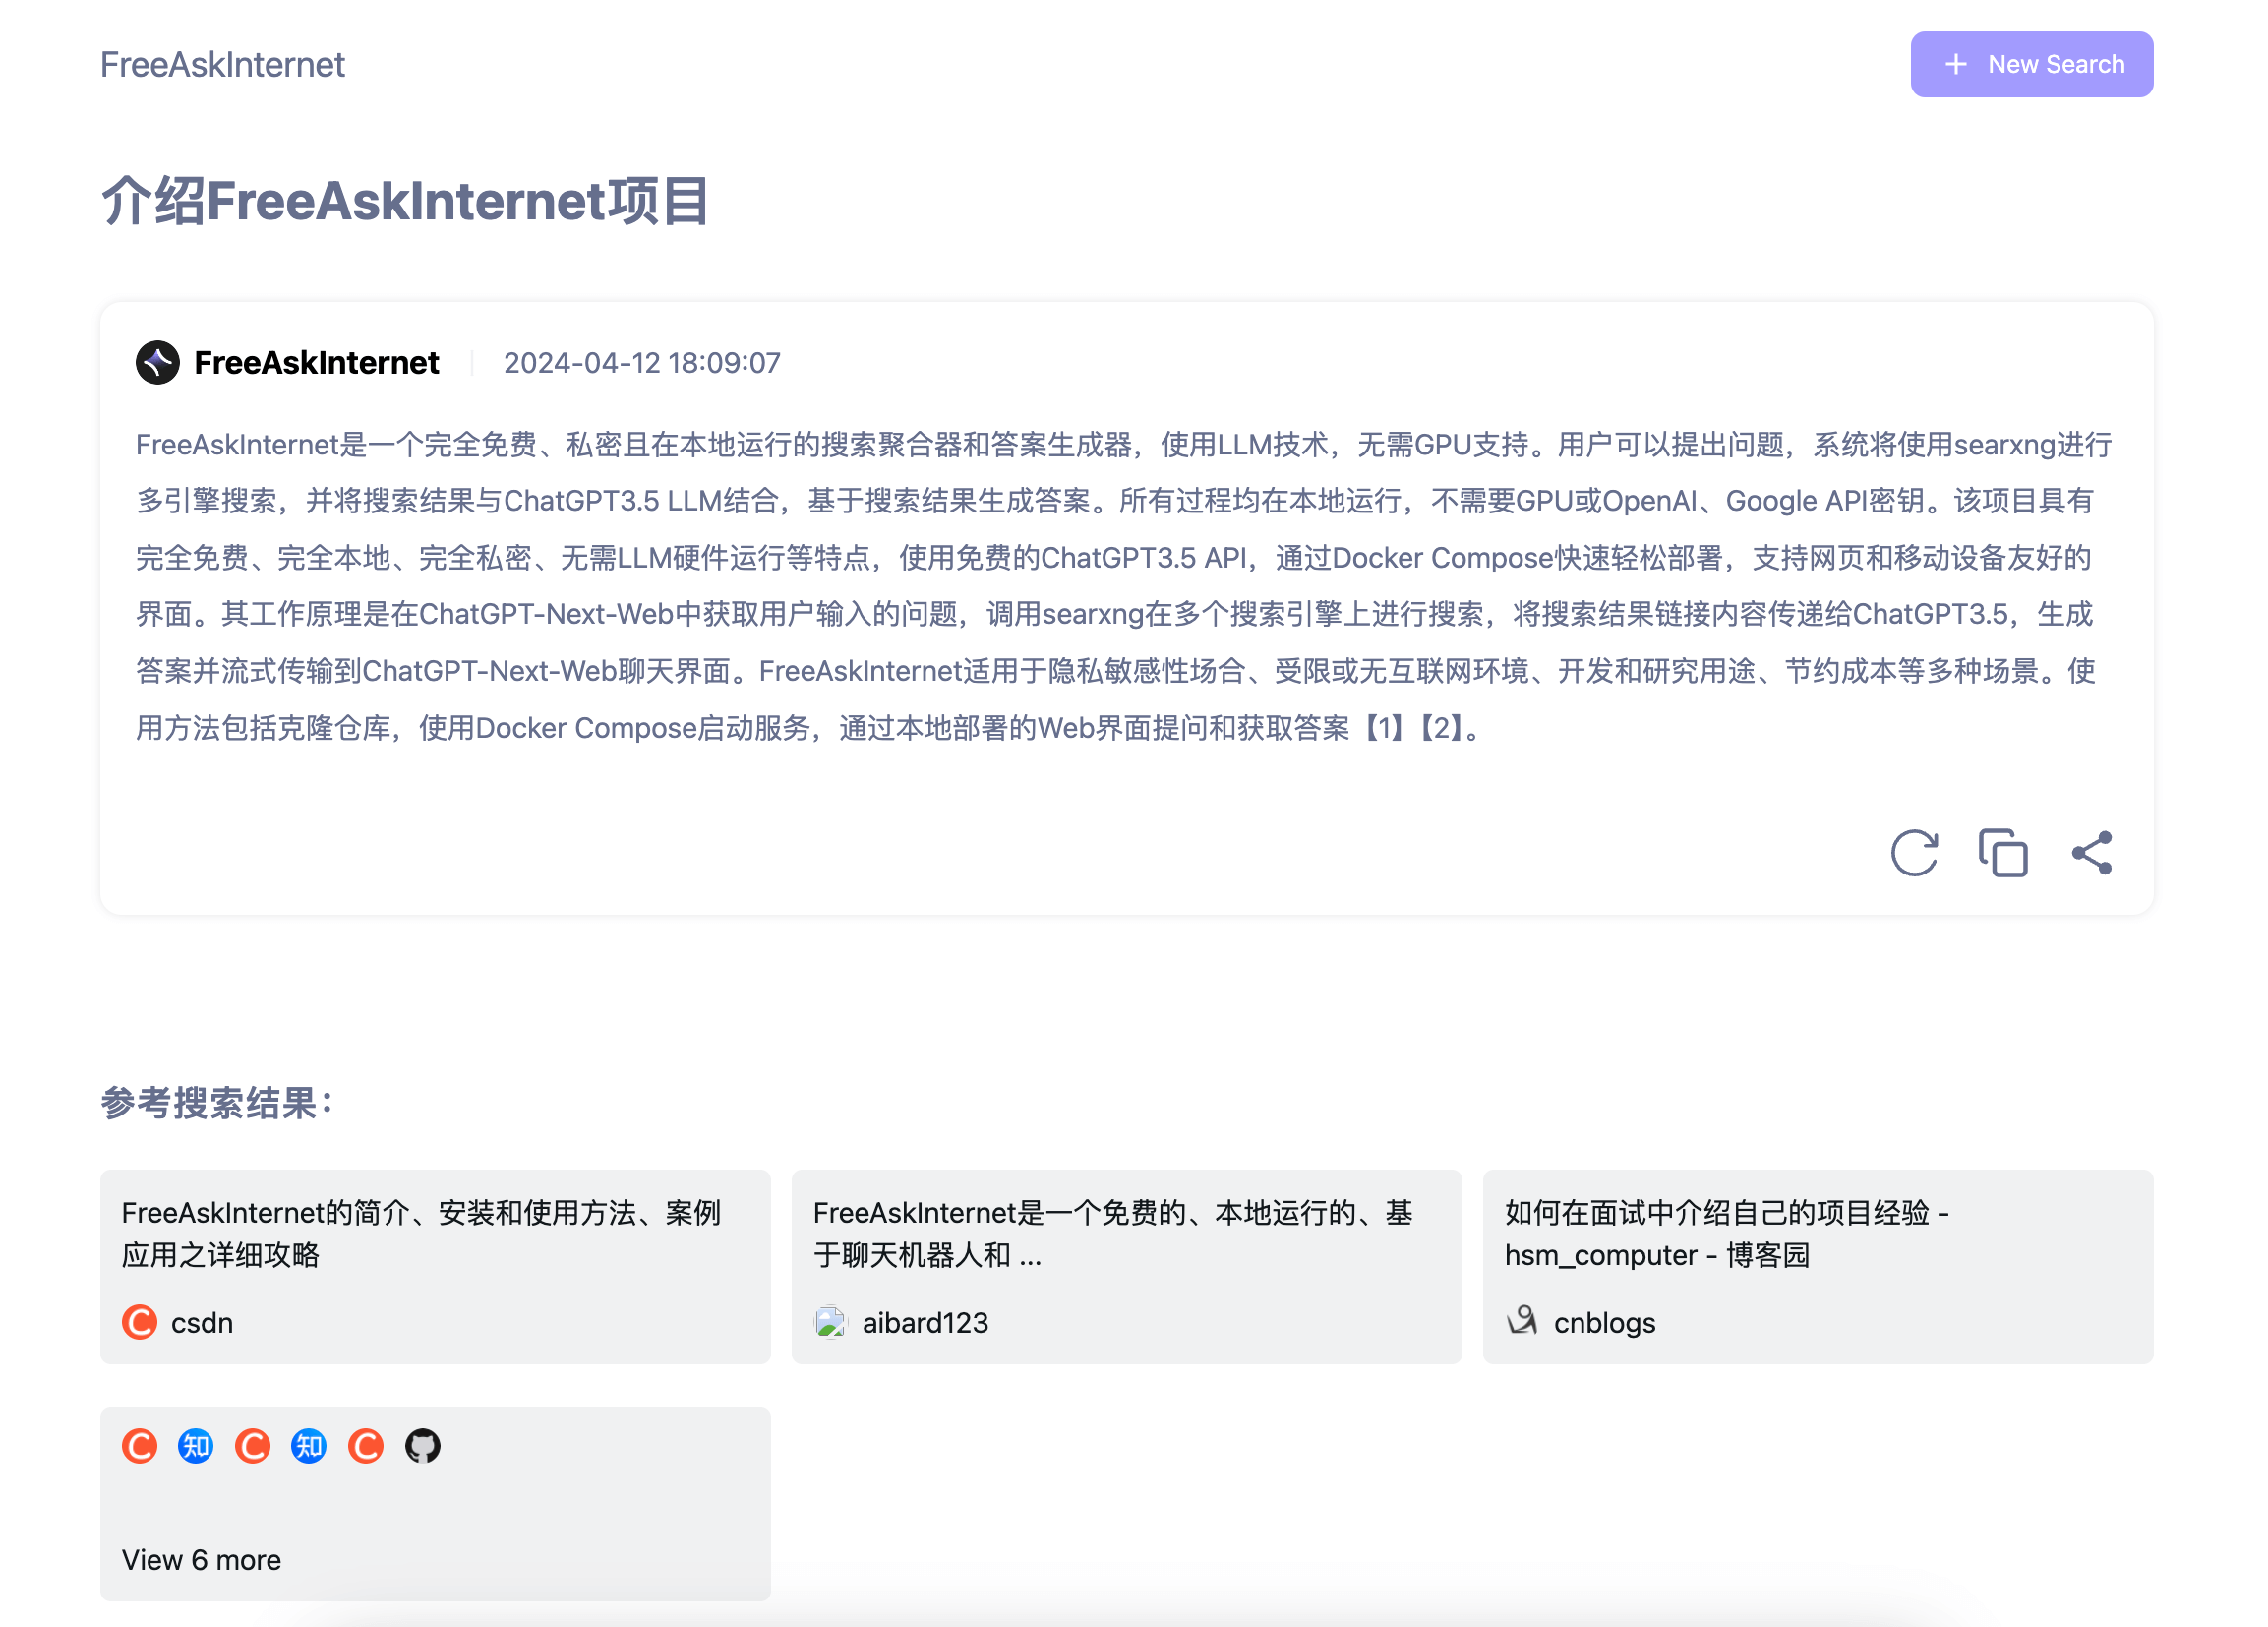 FreeAskInternet
New Search
介绍FreeAskInternet项目
FreeAskInternet
2024-04-12 18:09:07
FreeAskInternet是一个完全免费、私密且在本地运行的搜索聚合器和答案生成器，使用LLM技术，无需GPU支持。用户可以提出问题，系统将使用searxng进行
多引擎搜索，并将搜索结果与ChatGPT3.5 LLM结合，基于搜索结果生成答案。所有过程均在本地运行，不需要GPU或OpenAI、Google API密钥。该项目具有
完全免费、完全本地、完全私密、无需LLM硬件运行等特点，使用免费的ChatGPT3.5 API，通过Docker Compose快速轻松部署，支持网页和移动设备友好的
界面。其工作原理是在ChatGPT-Next-Web中获取用户输入的问题，调用searxng在多个搜索引擎上进行搜索，将搜索结果链接内容传递给ChatGPT3.5，生成
答案并流式传输到ChatGPT-Next-Web聊天界面。FreeAskInternet适用于隐私敏感性场合、受限或无互联网环境、开发和研究用途、节约成本等多种场景。使
用方法包括克隆仓库，使用Docker Compose启动服务，通过本地部署的Web界面提问和获取答案【1】【2】。
参考搜索结果：
FreeAskInternet的简介、安装和使用方法、案例
应用之详细攻略
csdn
FreeAskInternet是一个免费的、本地运行的、基
于聊天机器人和 ...
aibard123
如何在面试中介绍自己的项目经验 -
hsm_computer - 博客园
cnblogs
知 知
View 6 more